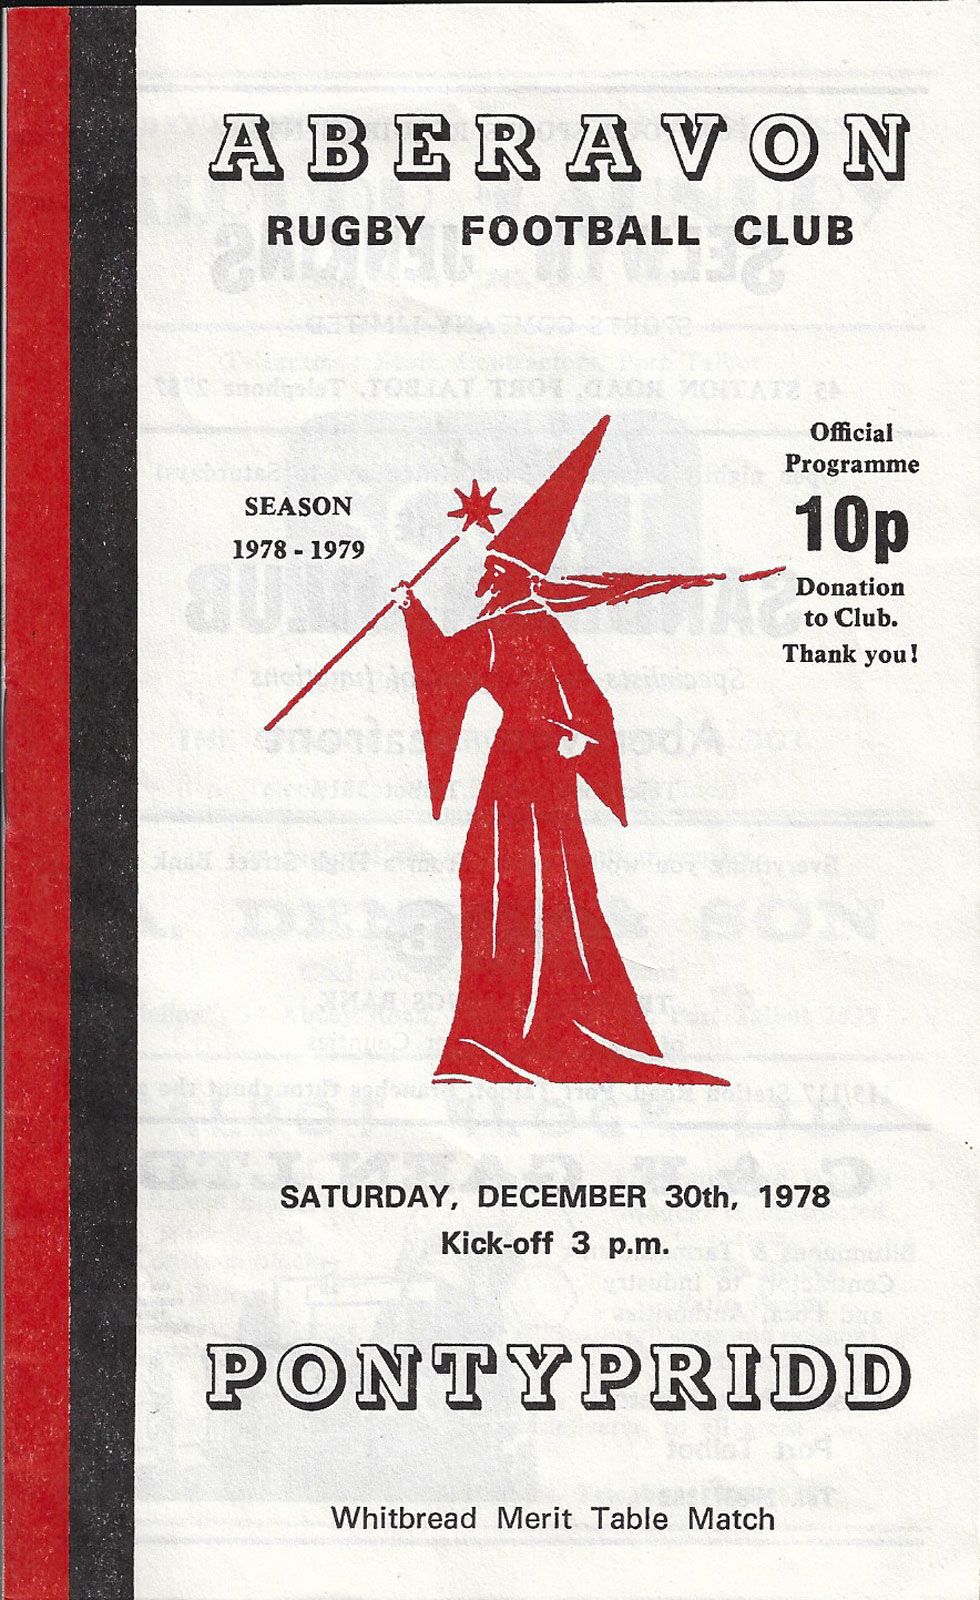 ABERAVON
RUGBY FOOTBALL CLUB
SEASON
1978 - 1979
Official
Programme
10p
Donation
to Club.
Thank you!
SATURDAY, DECEMBER 30th, 1978
Kick-off 3 p.m.
PONTYPRIDD
Whitbread Merit Table Match